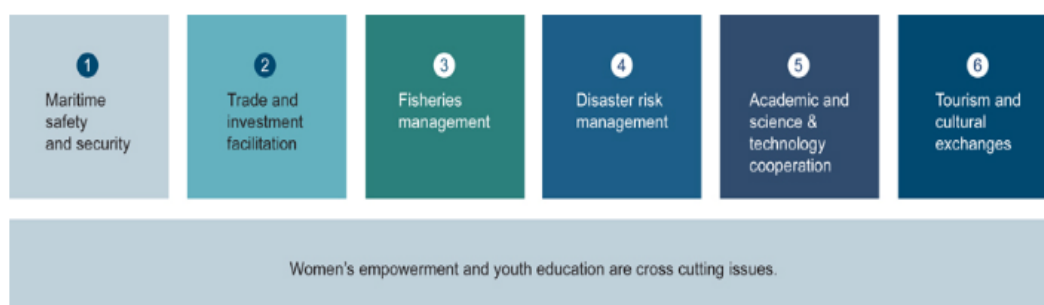 1
Maritime
safety
and security
2
Trade and
investment
facilitation
3
Fisheries
management
4
Disaster risk
management
5
Academic and
science &
technology
cooperation
6
Tourism and
cultural
exchanges
Women's empowerment and youth education are cross cutting issues.